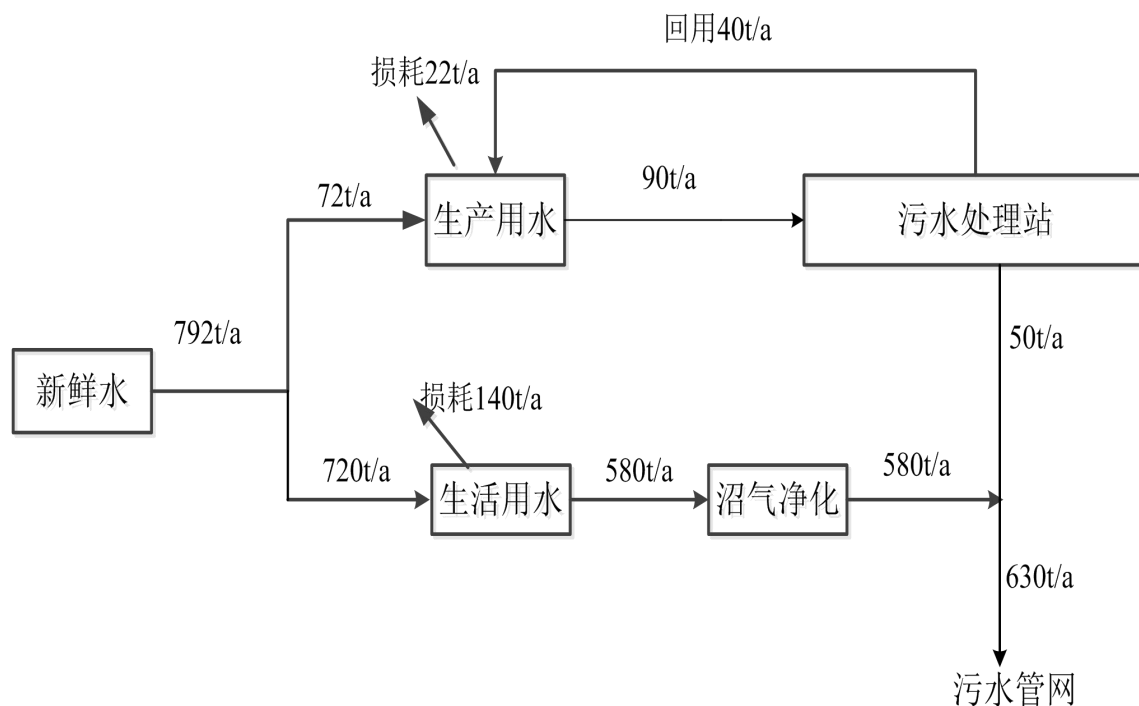 回用40t/a
损耗22t/a
72t/a
生产用水
90t/a
污水处理站
792t/a
新鲜水
50t/a
损耗140t/a
720t/a
生活用水
580t/a
沼气净化
580t/a
630t/a
污水管网